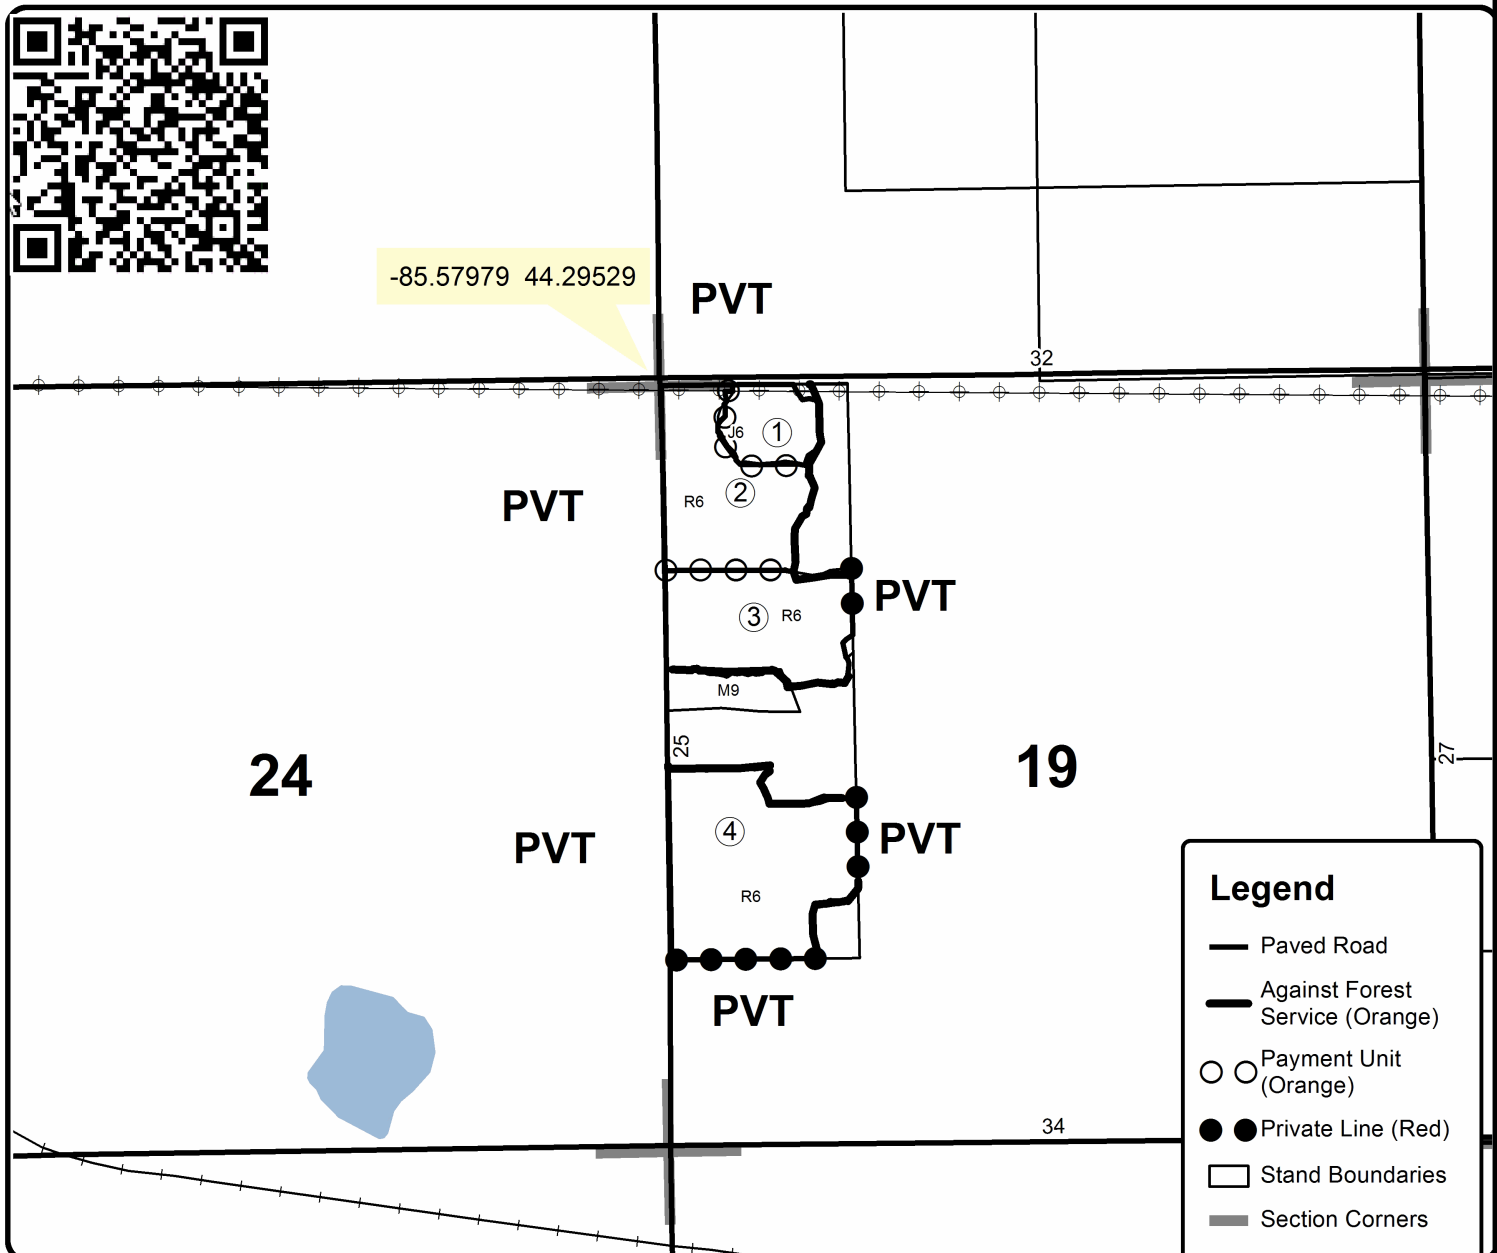 -85.57979 44.29529
PVT
32
J6
1
2
R6
PVT
PVT
3
R6
M9
25
24
19
27
4
PVT
PVT
R6
PVT
34
Legend
Paved Road
Against Forest
Service (Orange)
Payment Unit
(Orange)
Private Line (Red)
Stand Boundaries
Section Corners